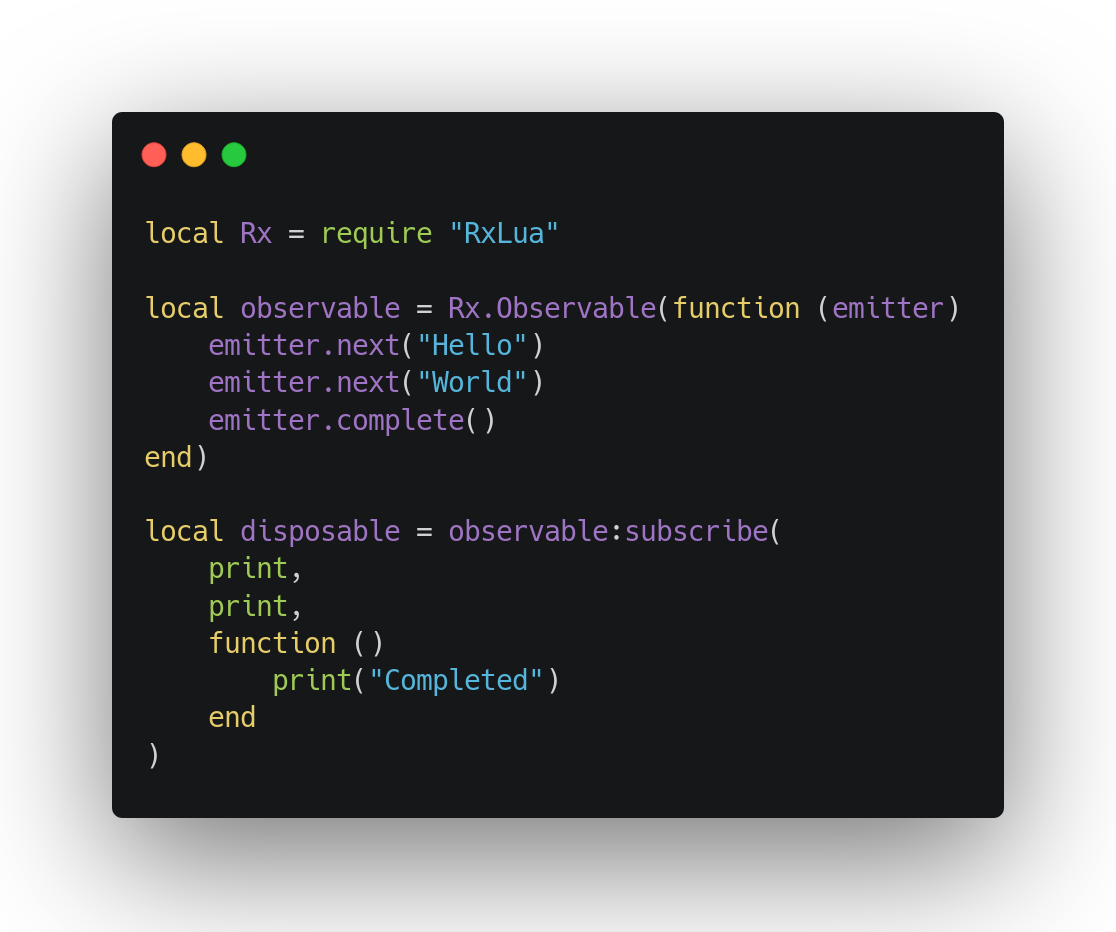 local Rx = require "RxLua"

local observable = Rx.Observable(function (emitter)
    emitter.next("Hello")
    emitter.next("World")
    emitter.complete()
end)

local disposable = observable:subscribe(
    print,
    print,
    function ()
        print("Completed")
    end
)